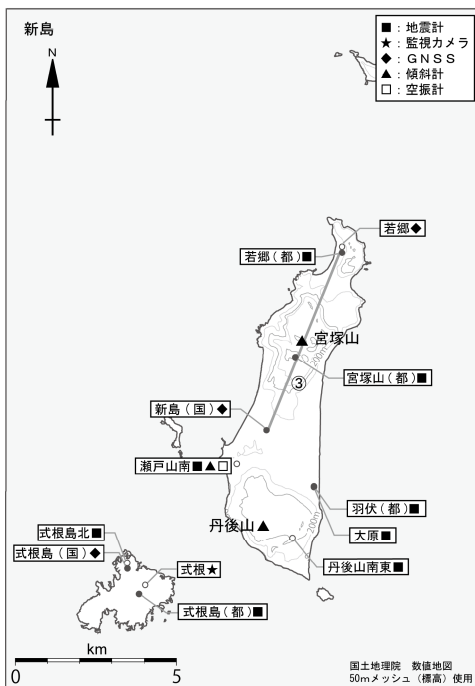 新島
■：地震計
★：監視カメラ
◆：ＧＮＳＳ
▲：傾斜計
□：空振計
N
若郷◆
若郷（都）■
宮塚山
200m
宮塚山（都）■
③
新島（国）◆
瀬戸山南■▲□
羽伏（都）■
丹後山
200m
大原■
式根島北■
式根島（国）◆
丹後山南東■
式根★
式根島（都）■
km
0
5
国土地理院　数値地図
50mメッシュ（標高）使用